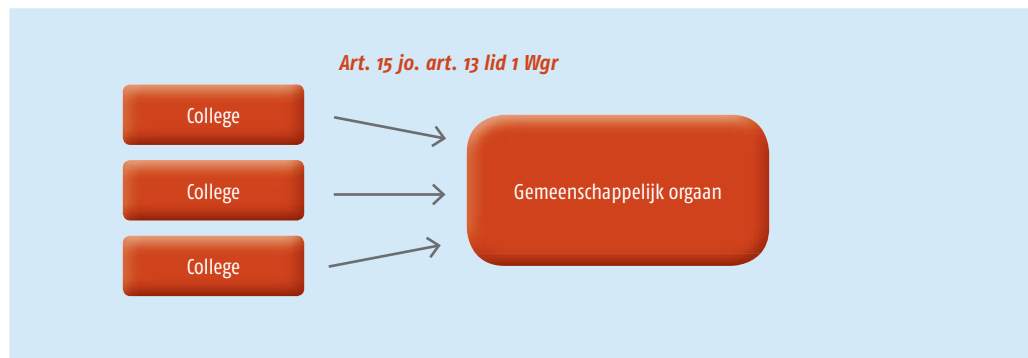 Art. 15 jo. art. 13 lid 1 Wgr
College
College
Gemeenschappelijk orgaan
College